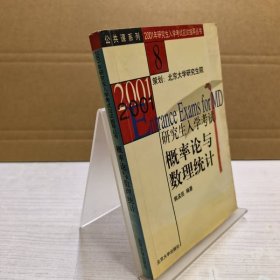 公共课系列
2001年研究生入学考试应试指导丛书
8
策划：北京大学研究生院
2001
Entrance Exams for MD
研究生入学考试
概率论与
数理统计
编著
北京大学出版社